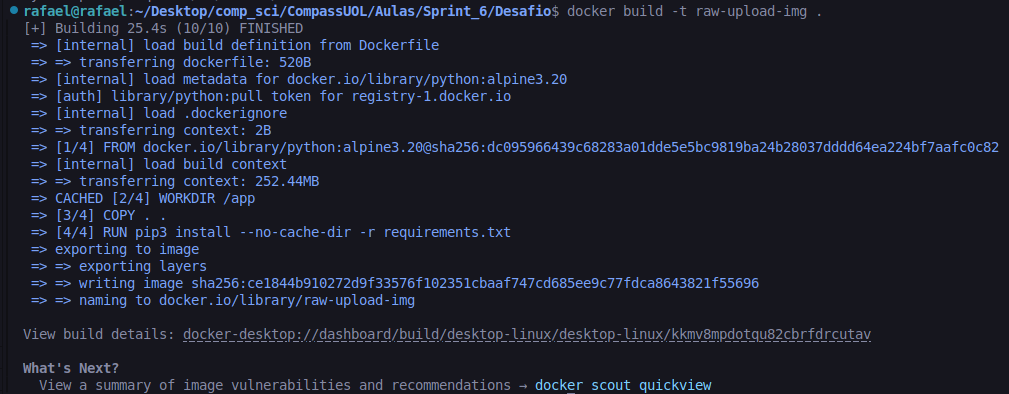 rafael@rafael:~/Desktop/comp_sci/CompassUOL/Aulas/Sprint_6/Desafio$ docker build -t raw-upload-img .
[+] Building 25.4s (10/10) FINISHED
=> [internal] load build definition from Dockerfile
=> => transferring dockerfile: 520B
=> [internal] load metadata for docker.io/library/python:alpine3.20
=> [auth] library/python:pull token for registry-1.docker.io
=> [internal] load .dockerignore
=> => transferring context: 2B
=> [1/4] FROM docker.io/library/python:alpine3.20@sha256:dc095966439c68283a01dde5e5bc9819ba24b28037dddd64ea224bf7aafc0c82
=> [internal] load build context
=> => transferring context: 252.44MB
=> CACHED [2/4] WORKDIR /app
=> [3/4] COPY . .
=> [4/4] RUN pip3 install --no-cache-dir -r requirements.txt
=> exporting to image
=> => exporting layers
=> => writing image sha256:ce1844b910272d9f33576f102351cbaaf747cd685ee9c77fdca8643821f55696
=> => naming to docker.io/library/raw-upload-img
View build details: docker-desktop://dashboard/build/desktop-linux/desktop-linux/kkmv8mpdotqu82cbrfdrcutav
What's Next?
View a summary of image vulnerabilities and recommendations → docker scout quickview